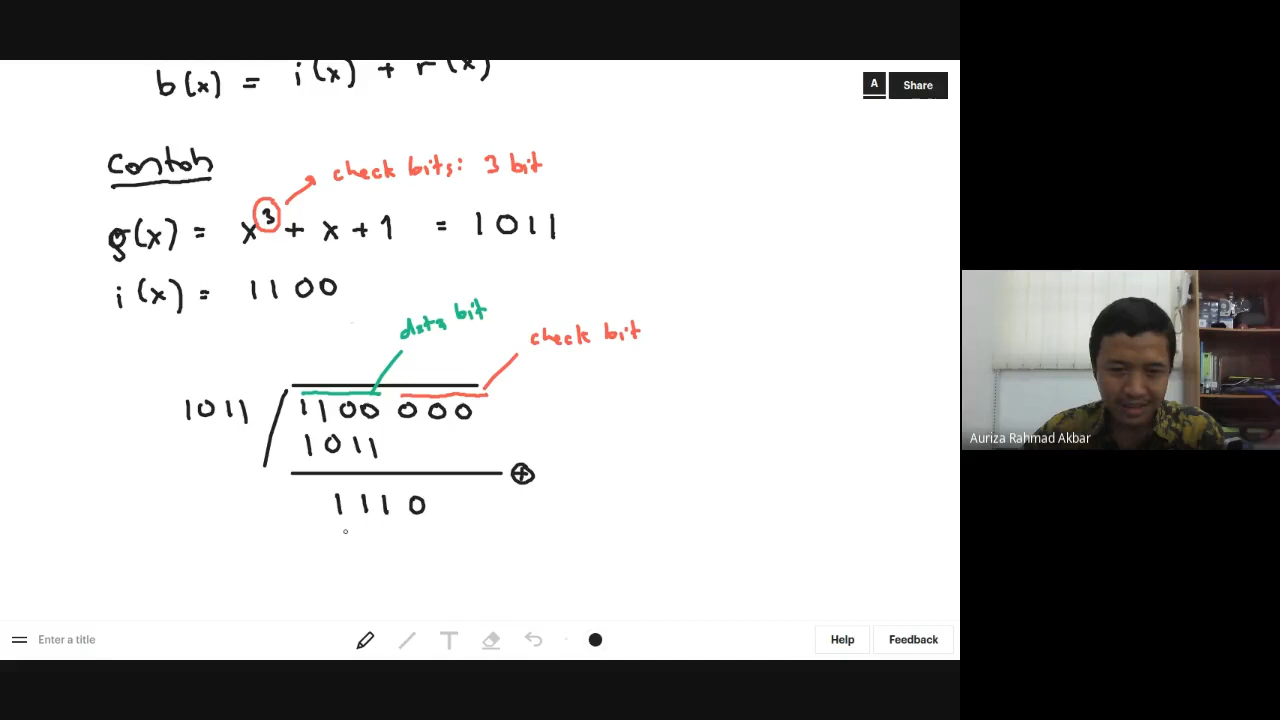 b(x) = i(x) + r(x)
A Share
Contoh
check bits: 3 bit
g(x) = x³ + x + 1 = 1011
i(x) = 1100
data bit
check bit
1011 / 1100 000
1011
⊕
1110
Auriza Rahmad Akbar
Enter a title
T
Help
Feedback